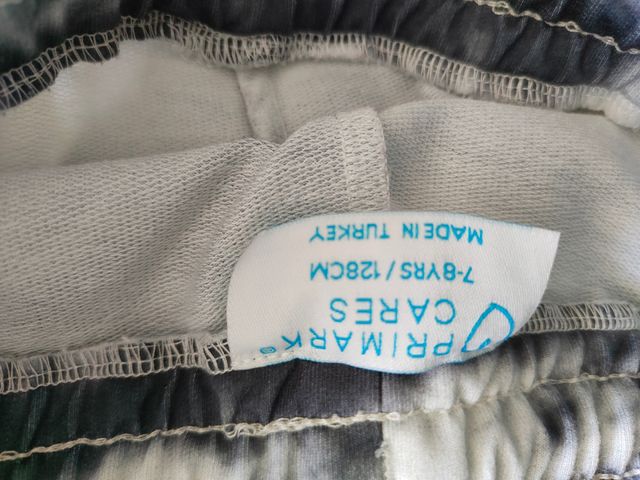 PRIMARK®
CARES
7-8YRS / 128CM
MADE IN TURKEY